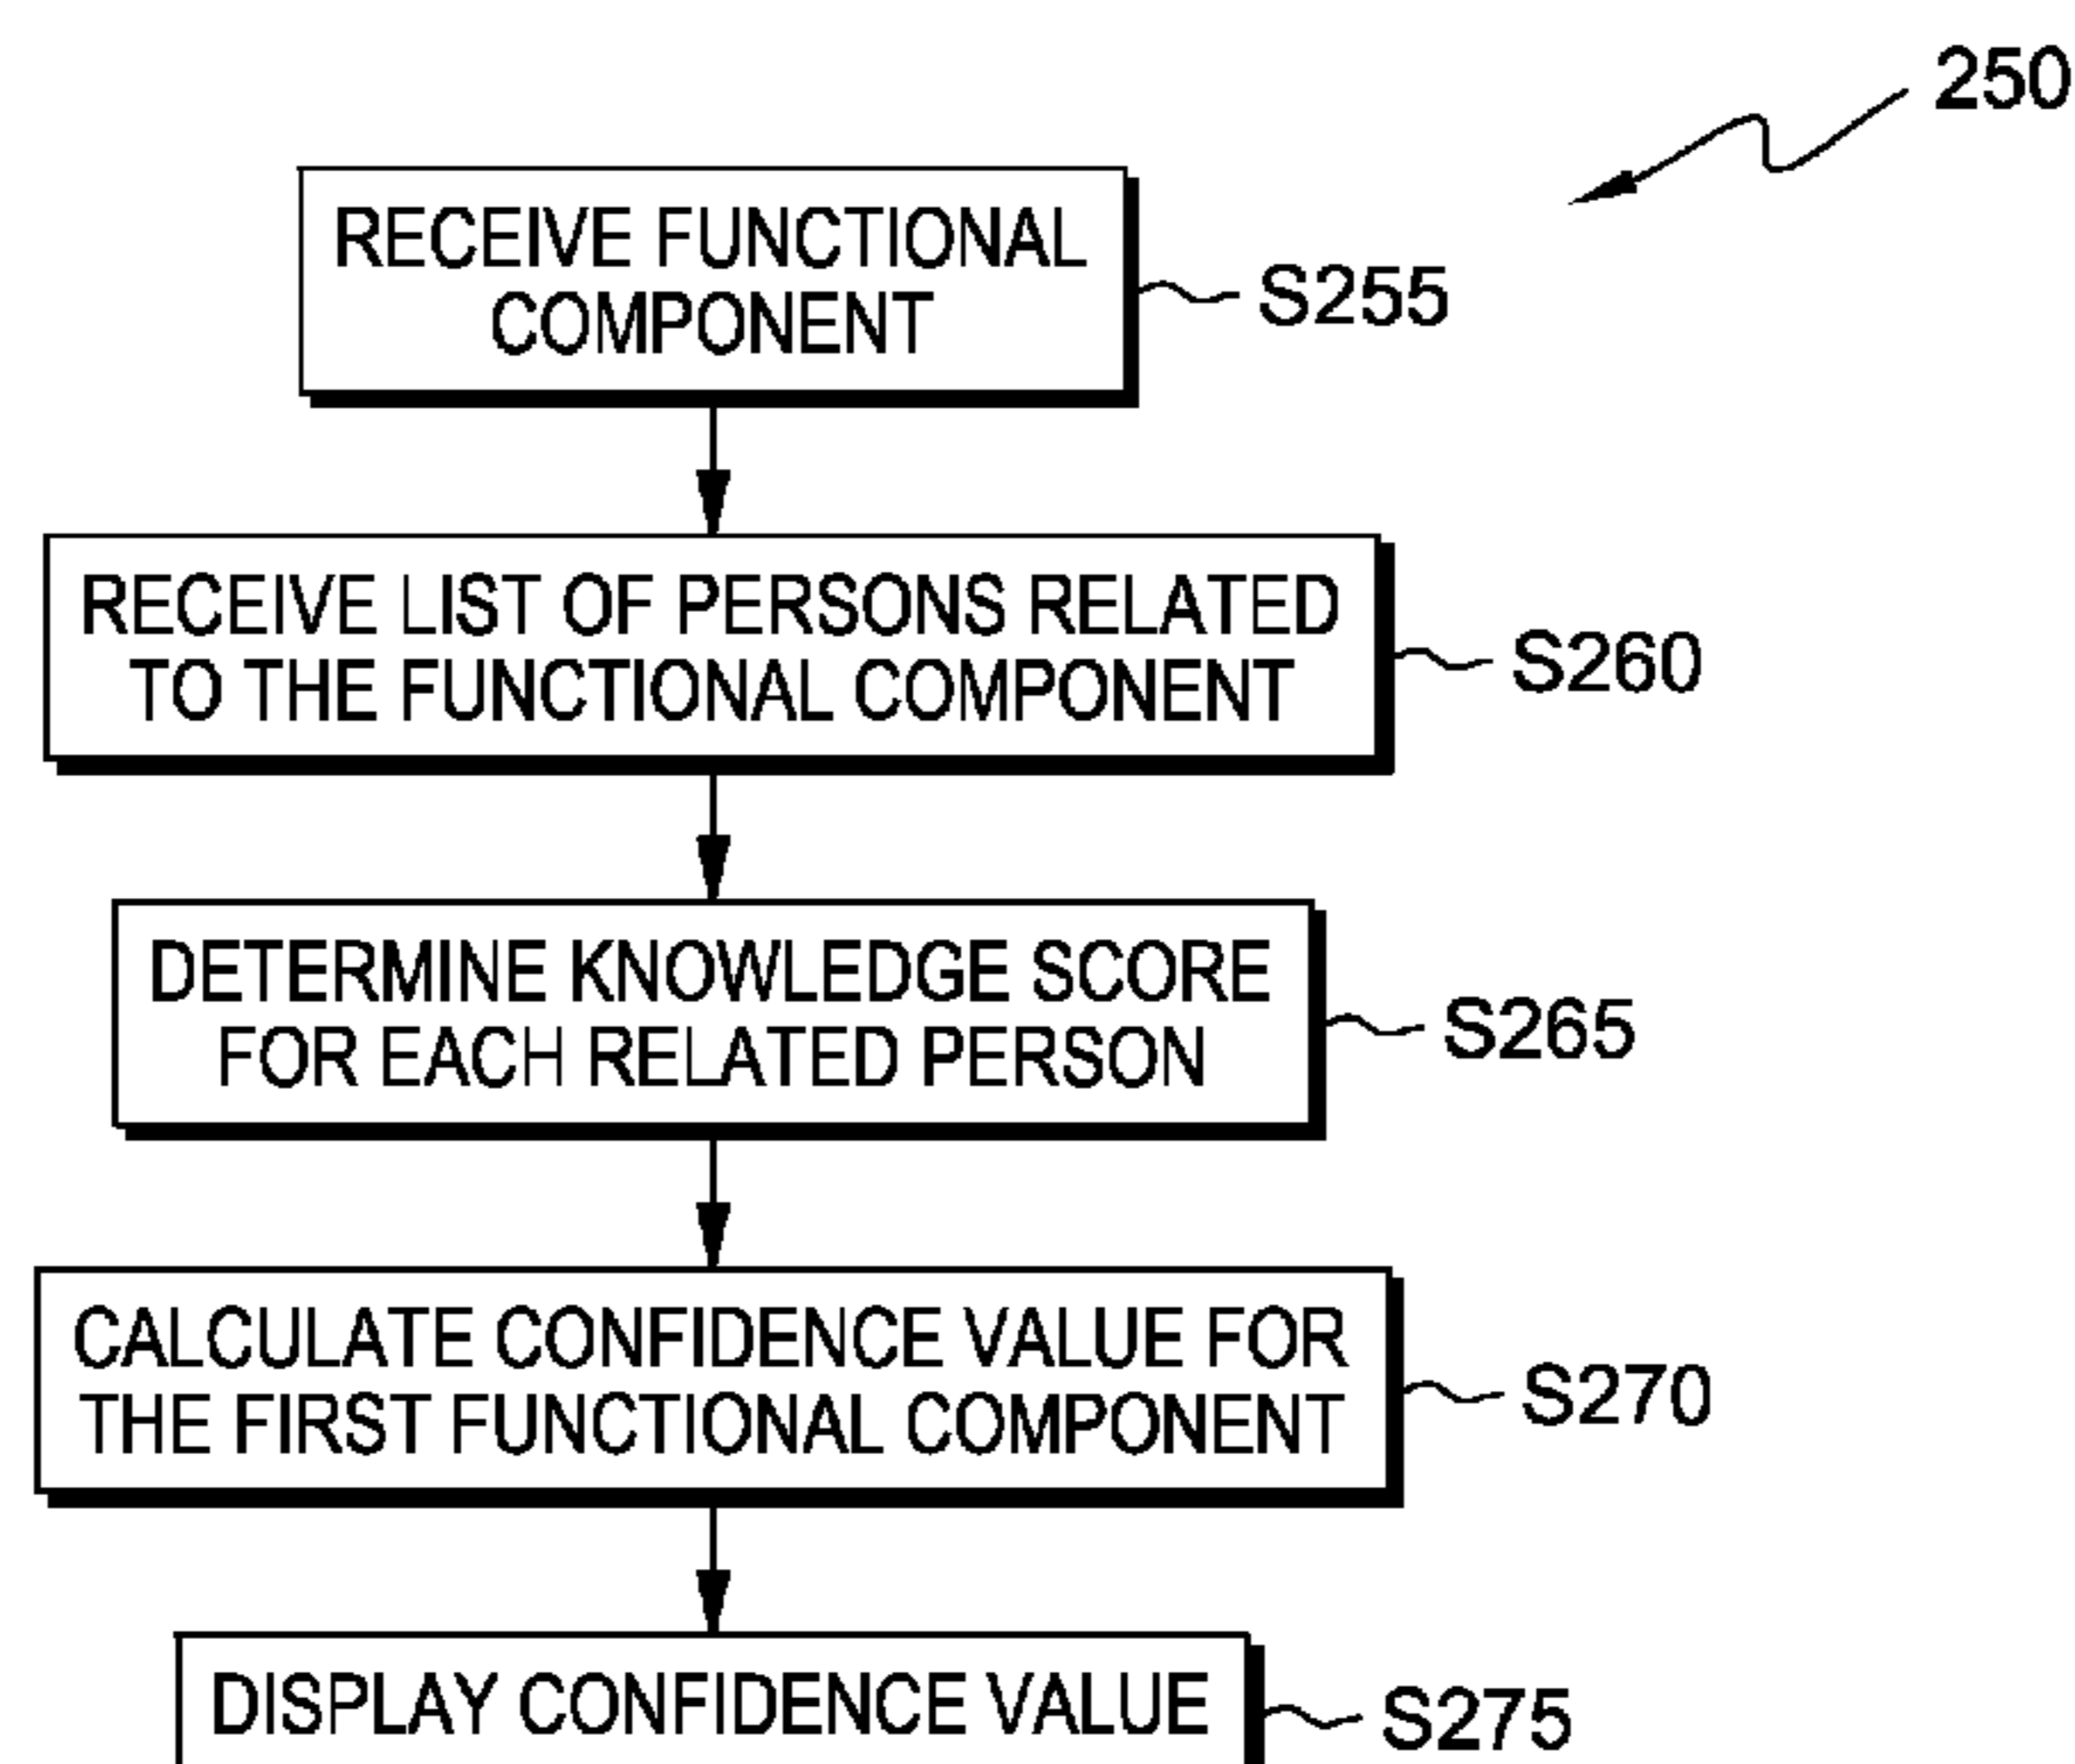 250
RECEIVE FUNCTIONAL
COMPONENT
S255
RECEIVE LIST OF PERSONS RELATED
TO THE FUNCTIONAL COMPONENT
S260
DETERMINE KNOWLEDGE SCORE
FOR EACH RELATED PERSON
S265
CALCULATE CONFIDENCE VALUE FOR
THE FIRST FUNCTIONAL COMPONENT
S270
DISPLAY CONFIDENCE VALUE
S275